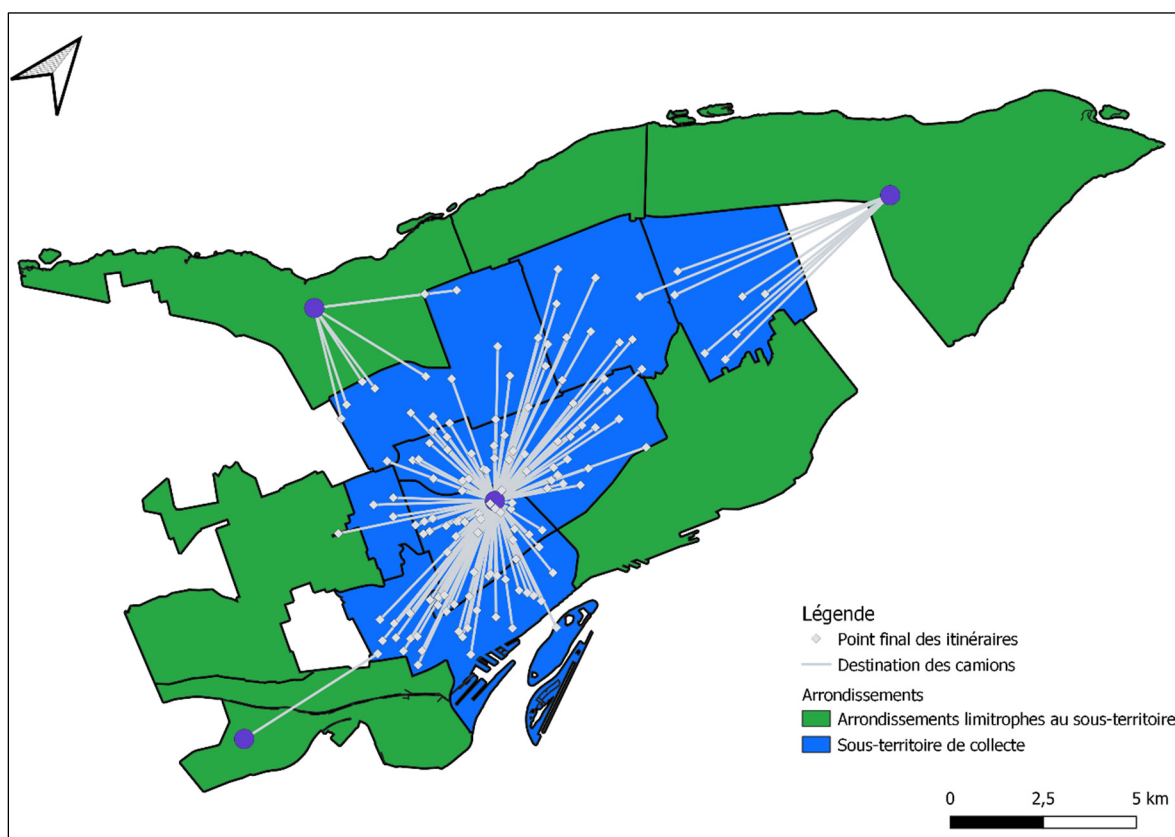 Légende
Point final des itinéraires
Destination des camions
Arrondissements
Arrondissements limitrophes au sous-territoire
Sous-territoire de collecte
0 2,5 5 km